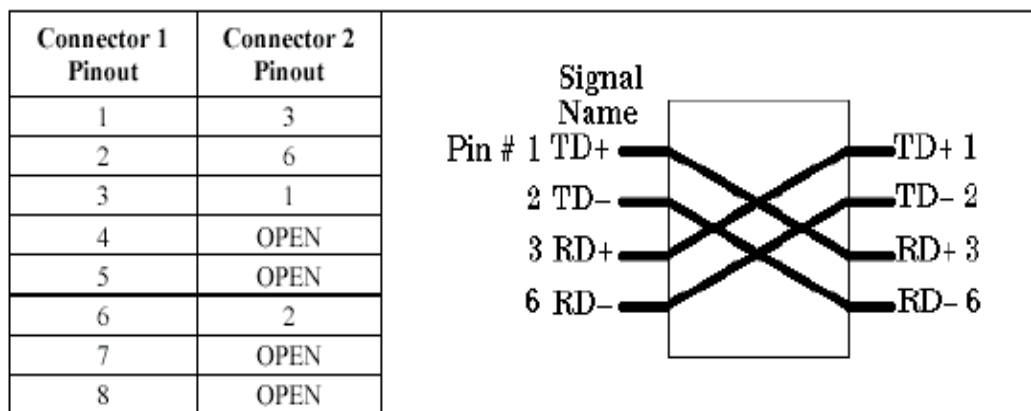 Connector 1 Pinout	Connector 2 Pinout
1	3
2	6
3	1
4	OPEN
5	OPEN
6	2
7	OPEN
8	OPEN
Signal
Name
Pin # 1 TD+	TD+ 1
2 TD–	TD– 2
3 RD+	RD+ 3
6 RD–	RD– 6